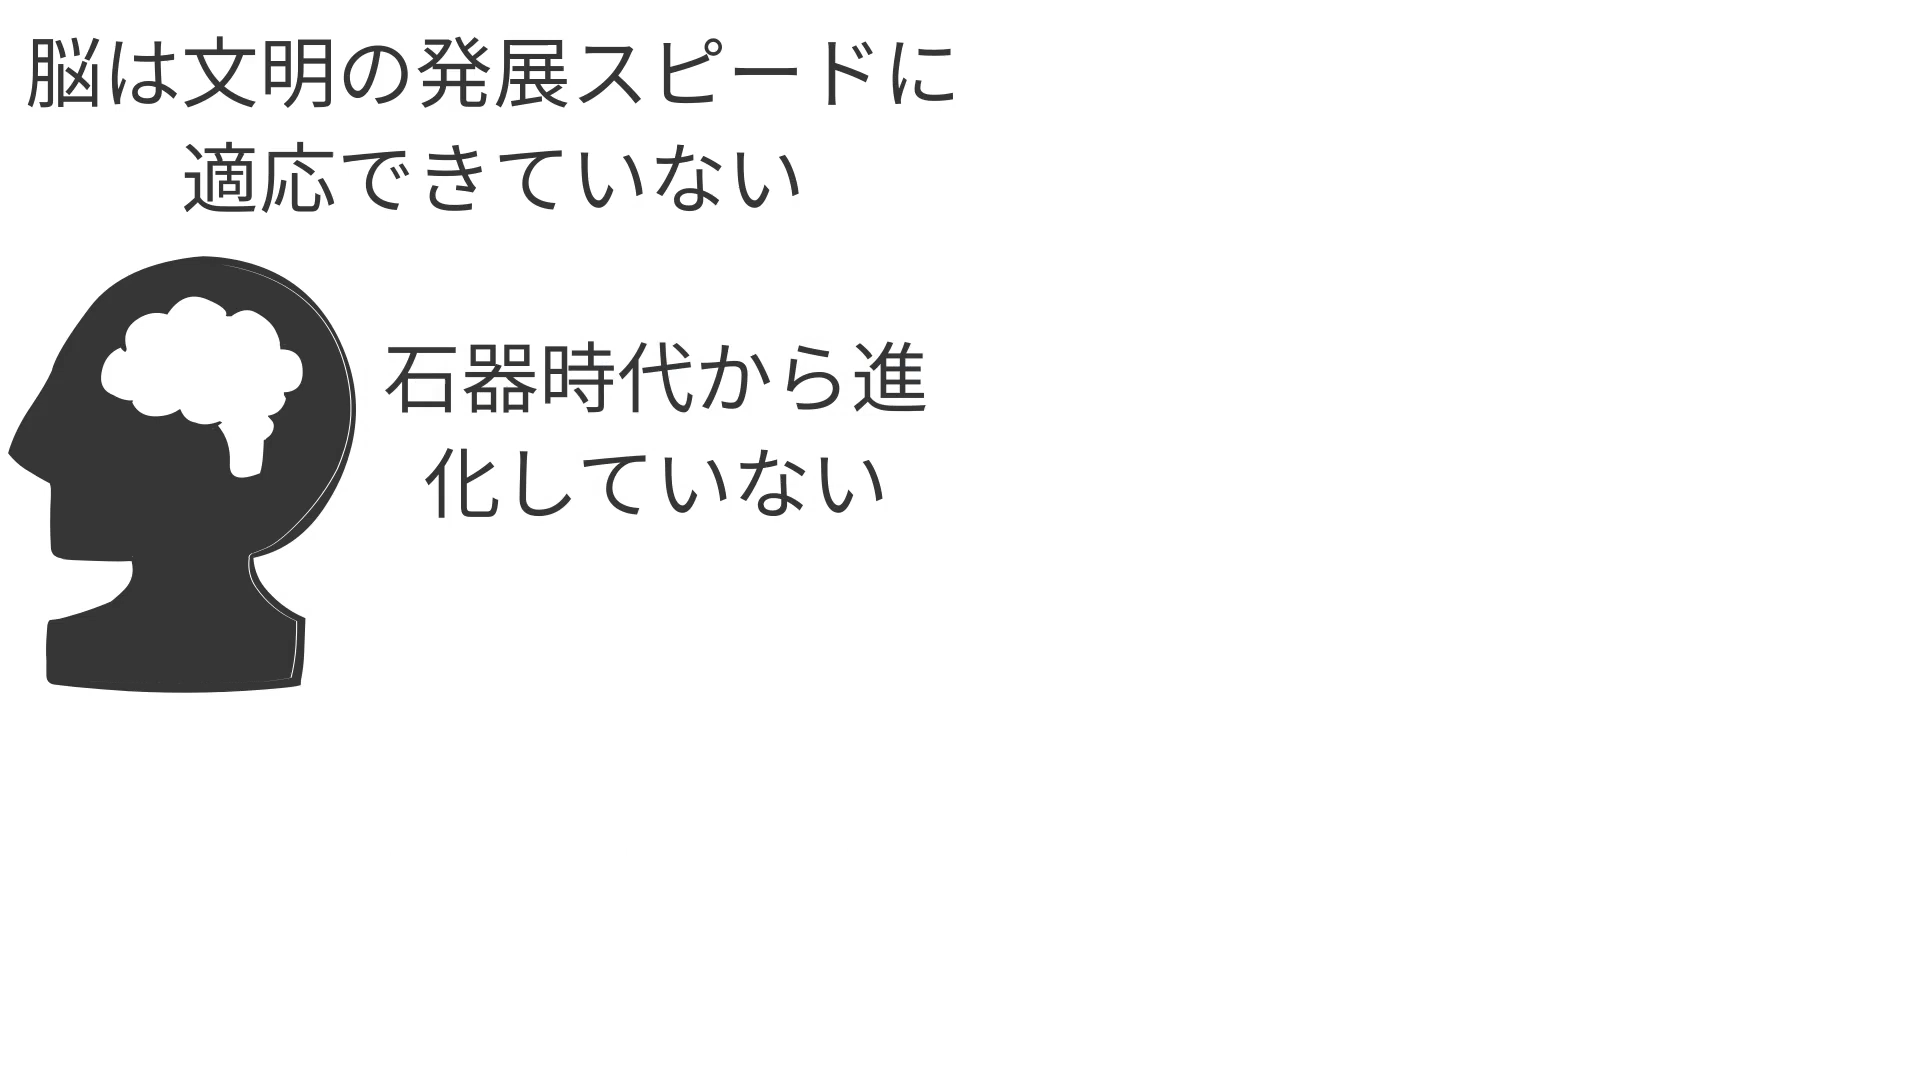 脳は文明の発展スピードに
適応できていない
石器時代から進
化していない